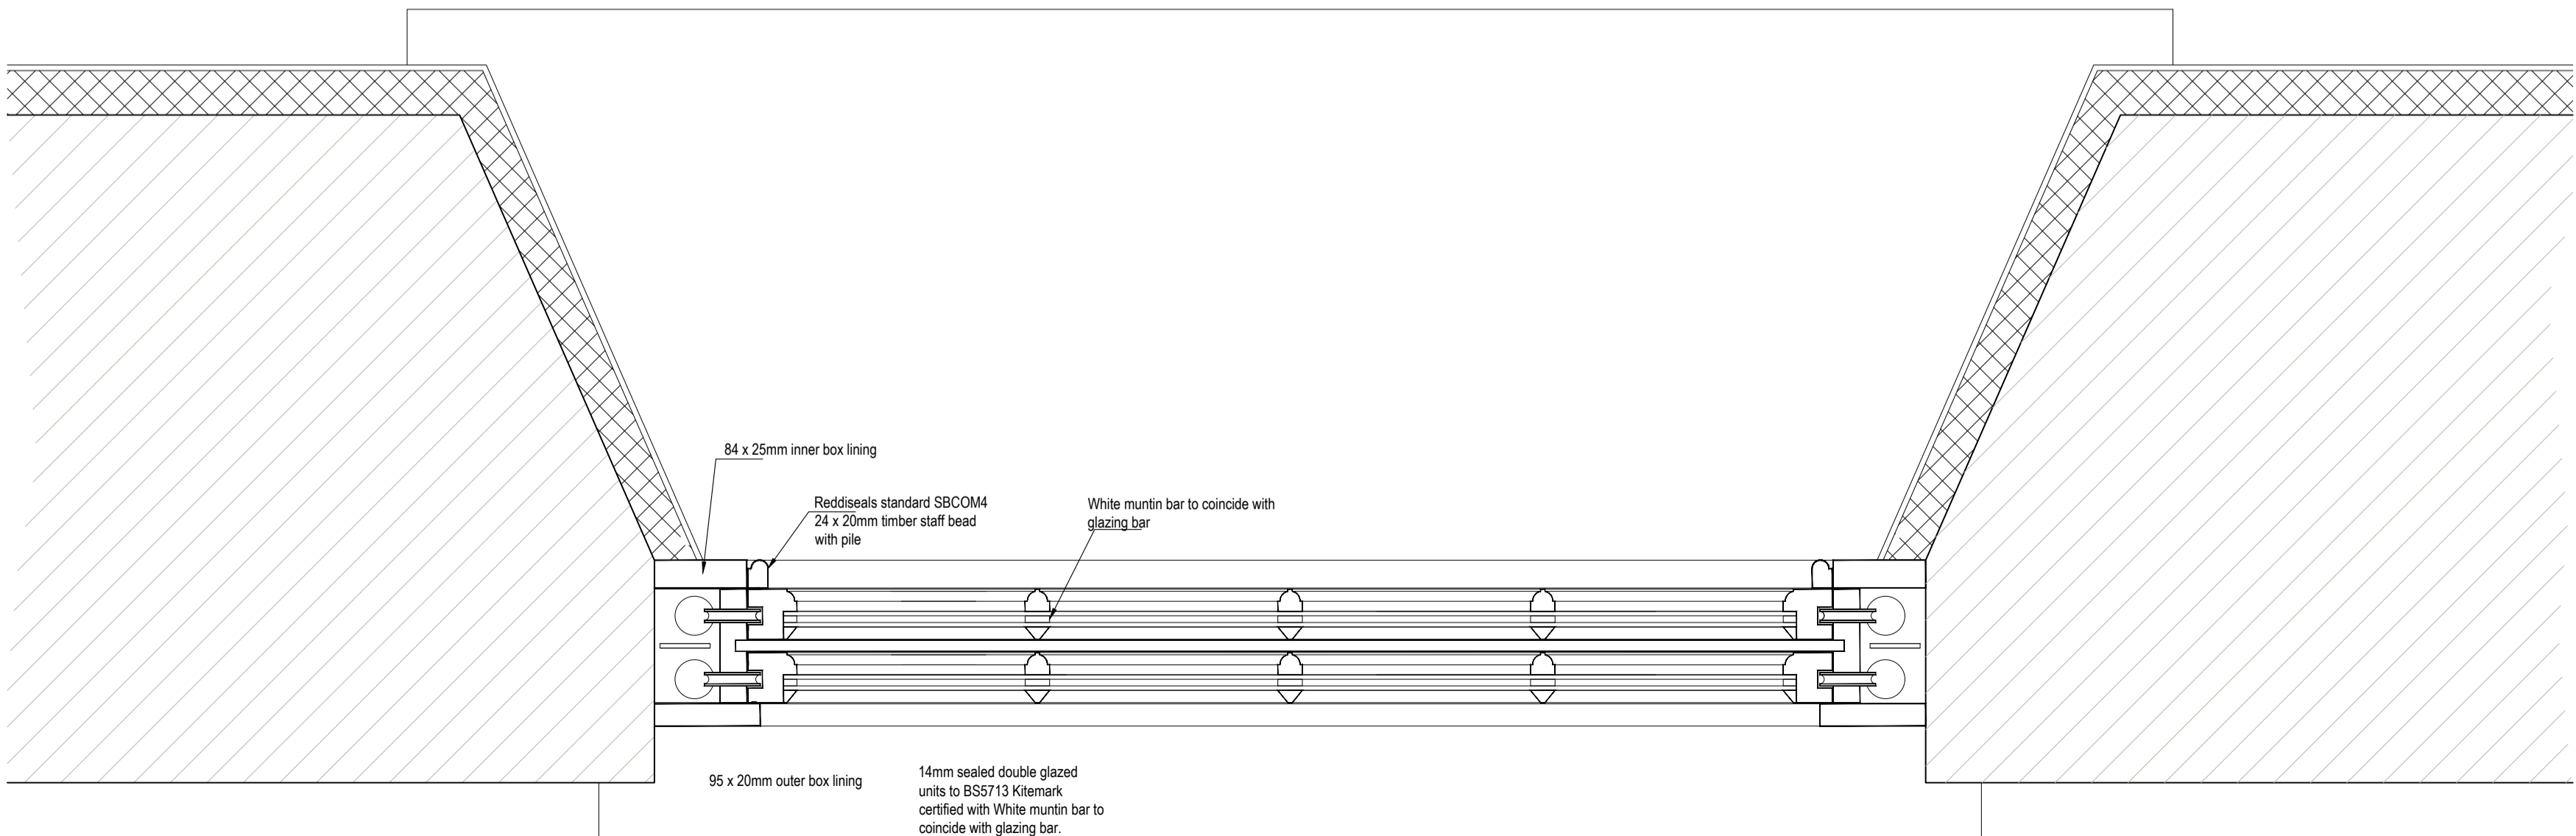 84 x 25mm inner box lining
Reddiseals standard SBCOM4
24 x 20mm timber staff bead
with pile
White muntin bar to coincide with
glazing bar
95 x 20mm outer box lining
14mm sealed double glazed
units to BS5713 Kitemark
certified with White muntin bar to
coincide with glazing bar.